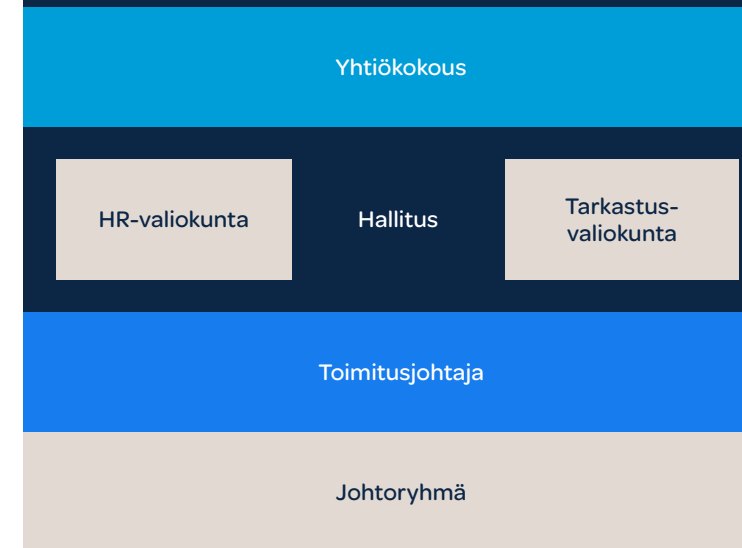 Yhtiökokous
HR-valiokunta
Hallitus
Tarkastus-
valiokunta
Toimitusjohtaja
Johtoryhmä